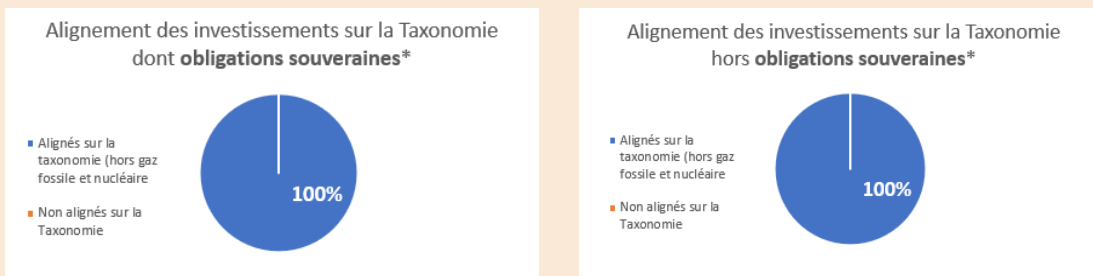 Alignement des investissements sur la Taxonomie
dont obligations souveraines*
Alignés sur la
taxonomie (hors gaz
fossile et nucléaire
Non alignés sur la
Taxonomie
100%
Alignement des investissements sur la Taxonomie
hors obligations souveraines*
Alignés sur la
taxonomie (hors gaz
fossile et nucléaire
Non alignés sur la
Taxonomie
100%